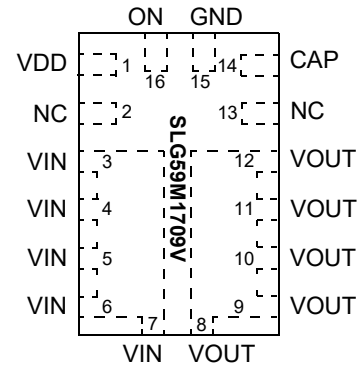 ON GND
VDD 1 16 15 14 CAP
NC 2 13 NC
SLG59M1709V
VIN 3 12 VOUT
VIN 4 11 VOUT
VIN 5 10 VOUT
VIN 6 7 8 9 VOUT
VIN VOUT